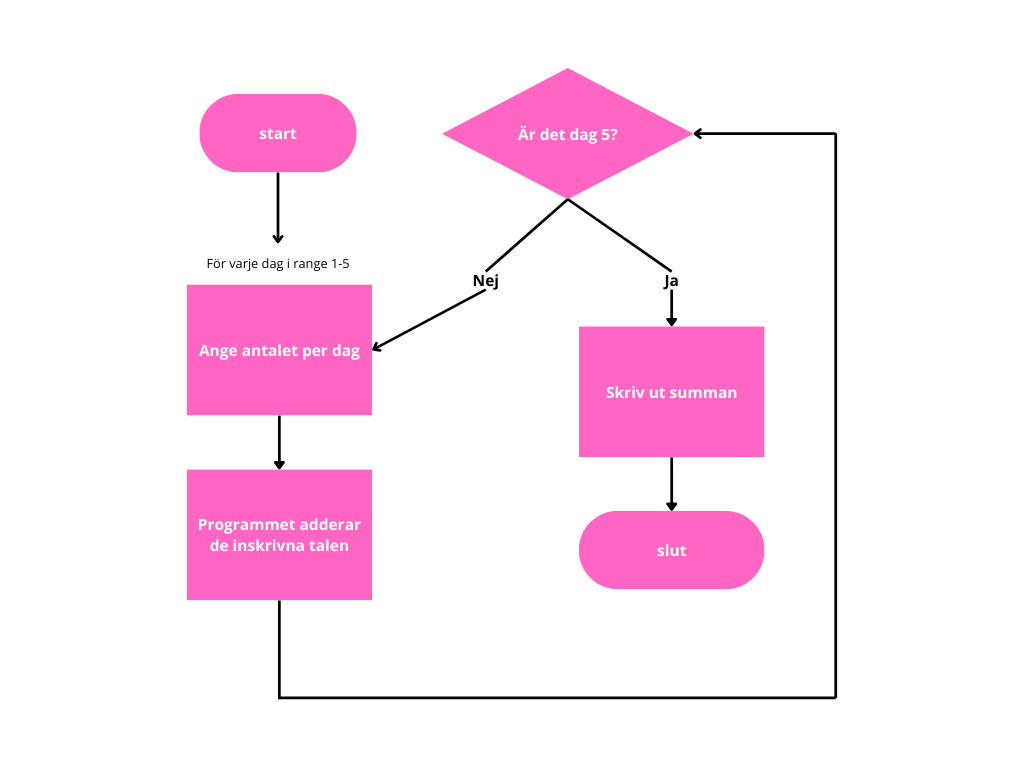 start
För varje dag i range 1-5
Ange antalet per dag
Programmet adderar
de inskrivna talen
Är det dag 5?
Nej
Ja
Skriv ut summan
slut